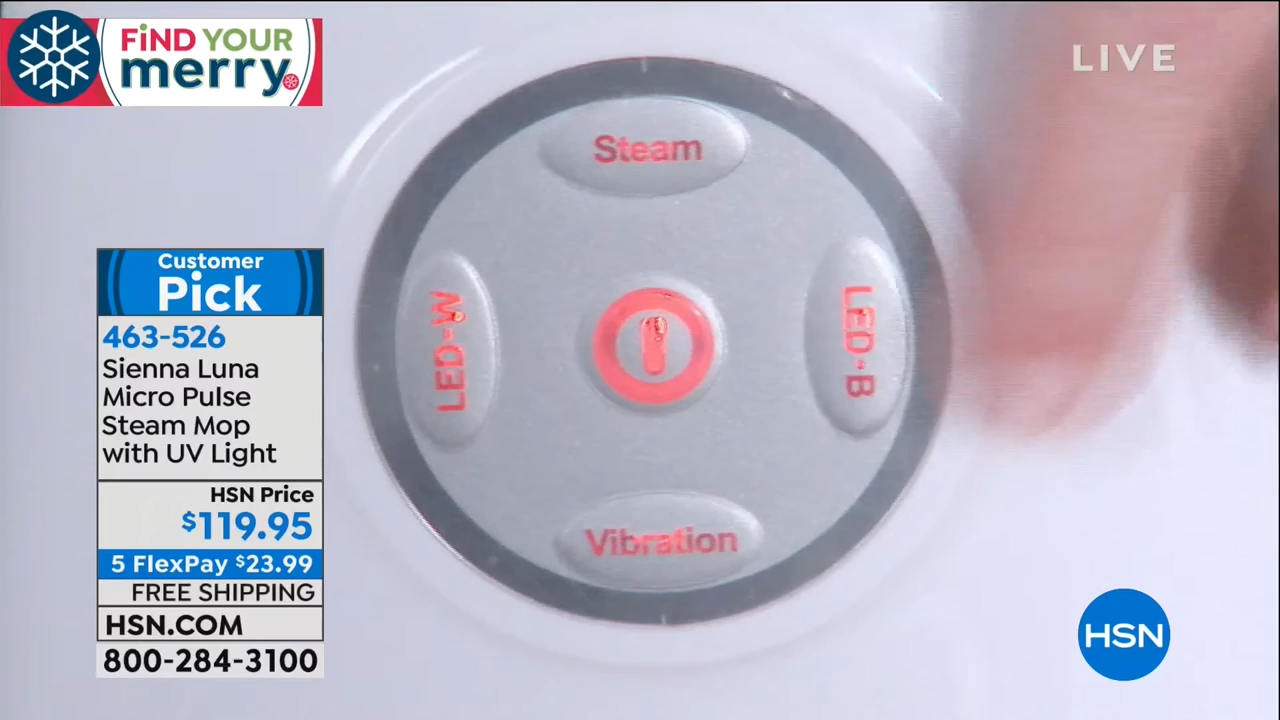 FiND YOUR
merry
LIVE
Customer
Pick
463-526
Sienna Luna
Micro Pulse
Steam Mop
with UV Light
HSN Price
$119.95
5 FlexPay $23.99
FREE SHIPPING
HSN.COM
800-284-3100
Steam
LED-W
LED-B
Vibration
HSN